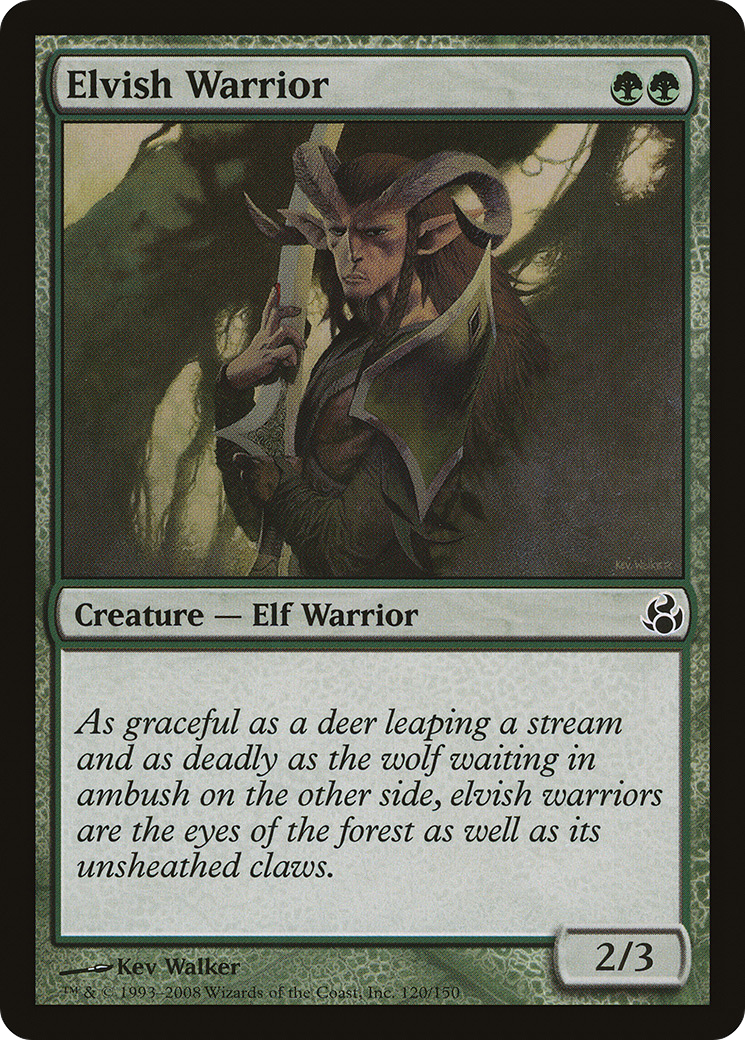 Elvish Warrior
Kev Walker
Creature — Elf Warrior
As graceful as a deer leaping a stream
and as deadly as the wolf waiting in
ambush on the other side, elvish warriors
are the eyes of the forest as well as its
unsheathed claws.
2/3
Kev Walker
™ & © 1993–2008 Wizards of the Coast, Inc. 120/150